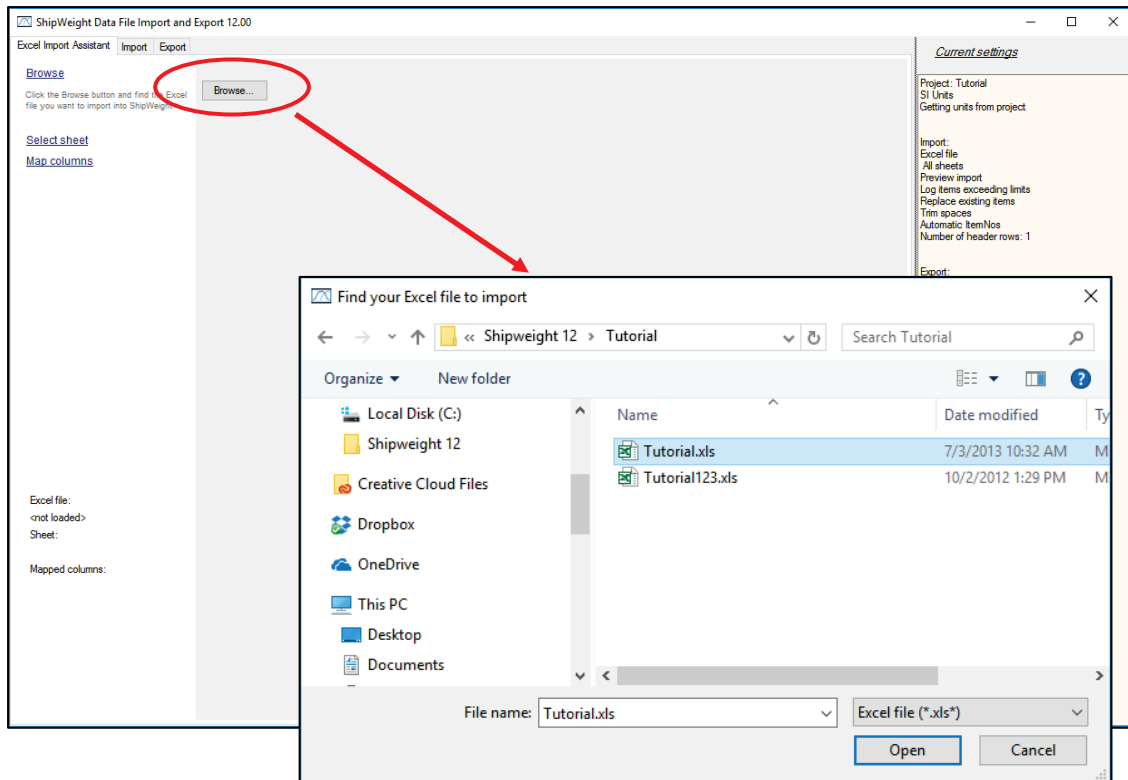 ShipWeight Data File Import and Export 12.00
Excel Import Assistant Import Export
Browse
Click the Browse button and find the Excel
file you want to import into ShipWeight
Browse...
Select sheet
Map columns
Excel file:
<not loaded>
Sheet:
Mapped columns:
Current settings
Project: Tutorial
SI Units
Getting units from project
Import:
Excel file
All sheets
Preview import
Log items exceeding limits
Replace existing items
Trim spaces
Automatic ItemNos
Number of header rows: 1
Export:
Find your Excel file to import
« Shipweight 12 > Tutorial
Search Tutorial
Organize New folder
Local Disk (C:)
Shipweight 12
Creative Cloud Files
Dropbox
OneDrive
This PC
Desktop
Documents
Name Date modified Ty
Tutorial.xls 7/3/2013 10:32 AM M
Tutorial123.xls 10/2/2012 1:29 PM M
File name: Tutorial.xls Excel file (*.xls*)
Open Cancel